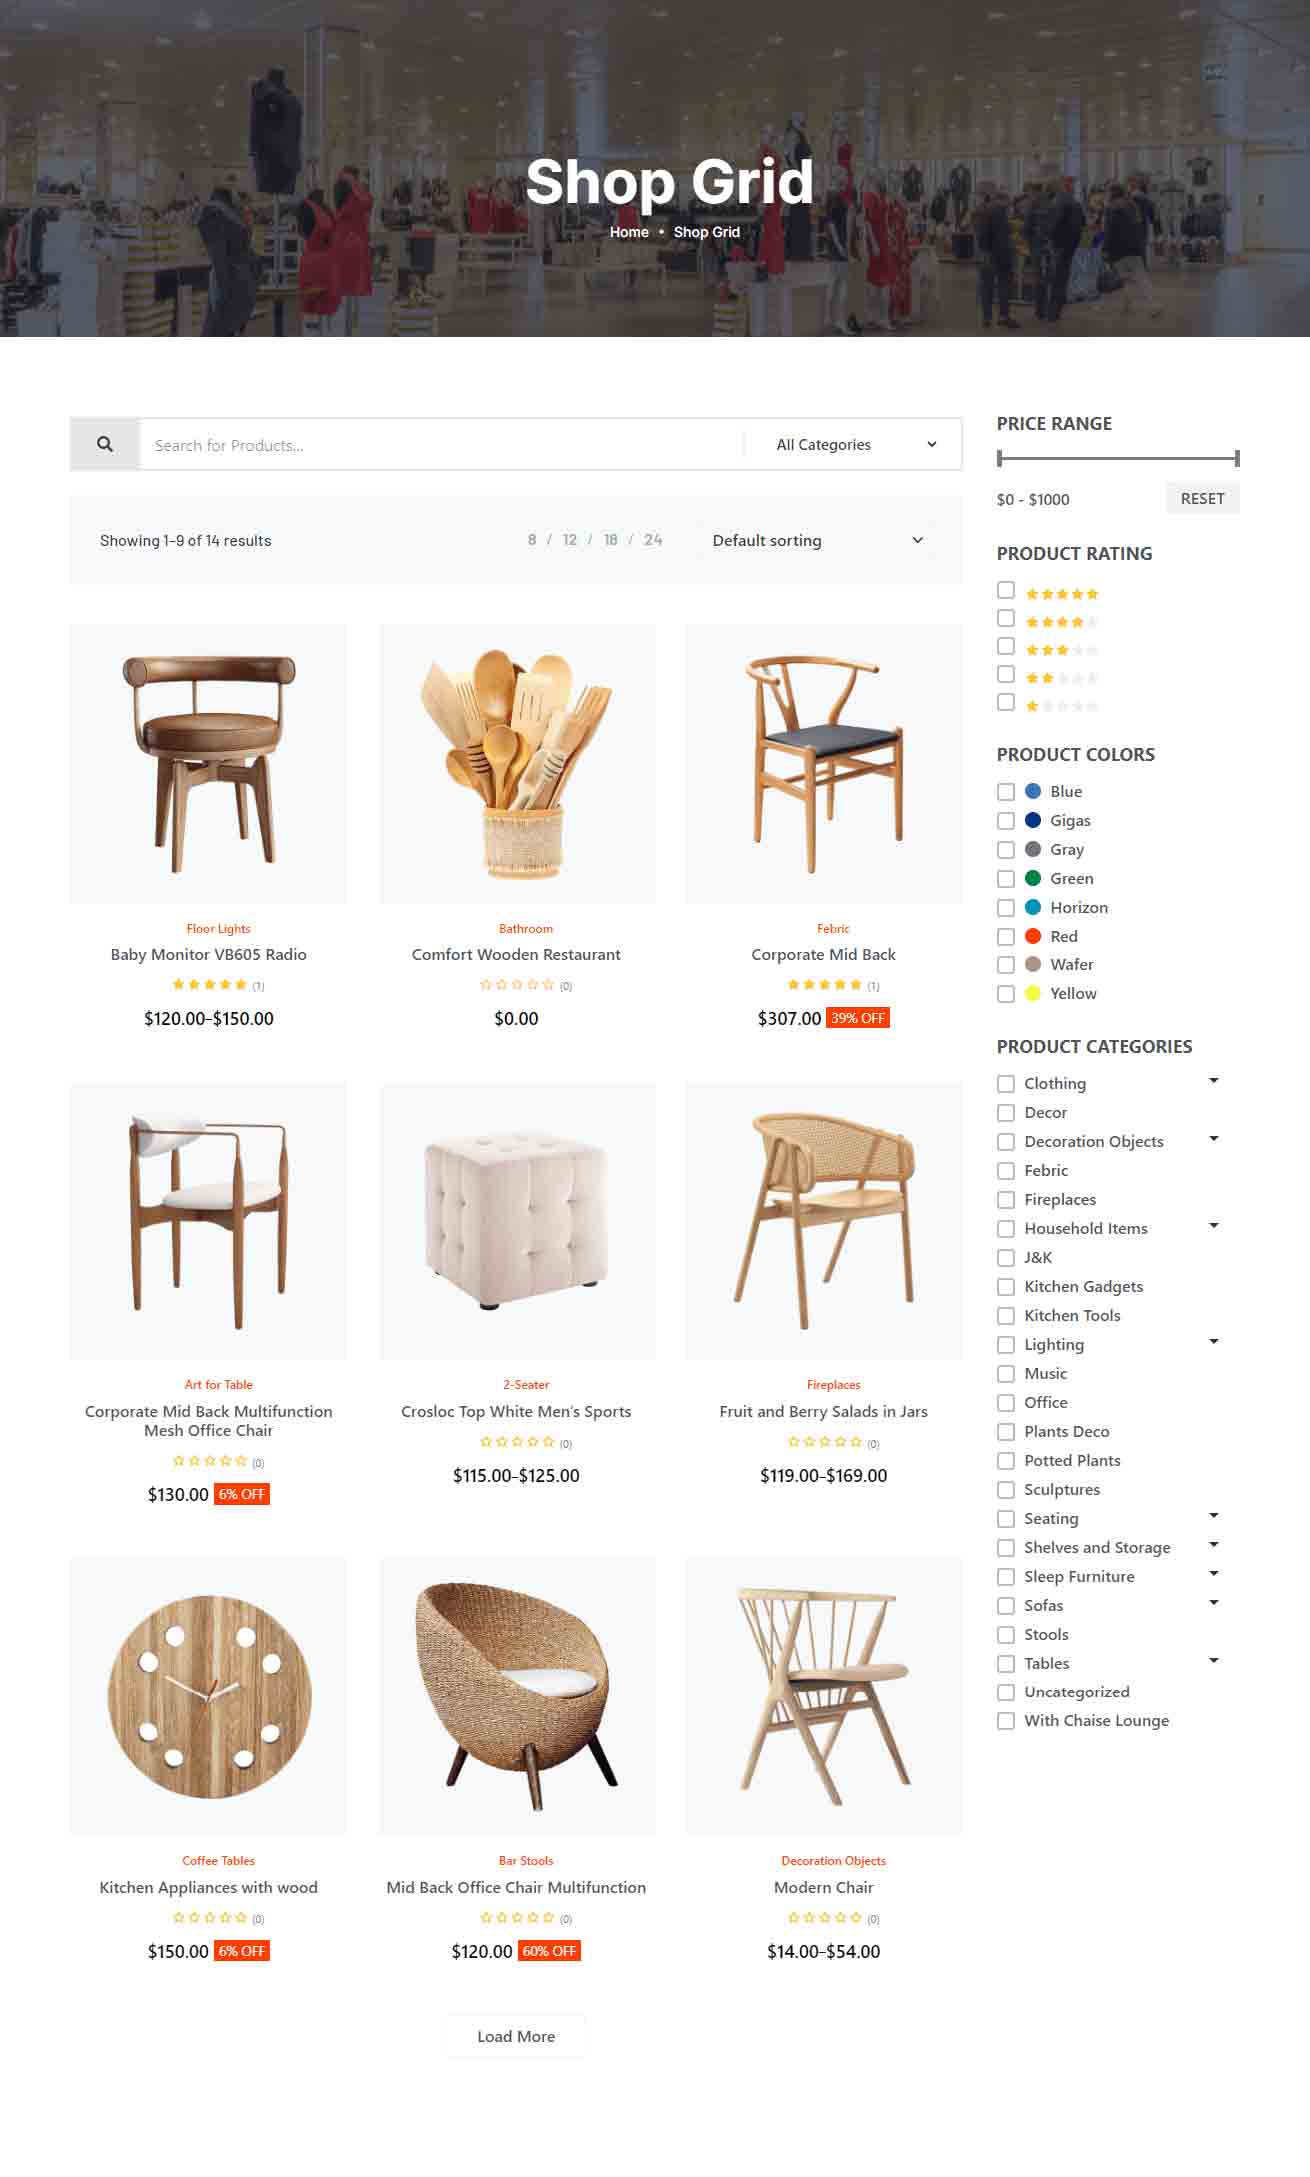 Shop Grid
Home • Shop Grid
Search for Products...
All Categories
Showing 1-9 of 14 results
8 / 12 / 18 / 24
Default sorting
Floor Lights
Baby Monitor VB605 Radio
(1)
$120.00-$150.00
Bathroom
Comfort Wooden Restaurant
(0)
$0.00
Febric
Corporate Mid Back
(1)
$307.00 39% OFF
Art for Table
Corporate Mid Back Multifunction
Mesh Office Chair
(0)
$130.00 6% OFF
2-Seater
Crosloc Top White Men's Sports
(0)
$115.00-$125.00
Fireplaces
Fruit and Berry Salads in Jars
(0)
$119.00-$169.00
Coffee Tables
Kitchen Appliances with wood
(0)
$150.00 6% OFF
Bar Stools
Mid Back Office Chair Multifunction
(0)
$120.00 60% OFF
Decoration Objects
Modern Chair
(0)
$14.00-$54.00
Load More
PRICE RANGE
$0 - $1000
RESET
PRODUCT RATING
PRODUCT COLORS
Blue
Gigas
Gray
Green
Horizon
Red
Wafer
Yellow
PRODUCT CATEGORIES
Clothing
Decor
Decoration Objects
Febric
Fireplaces
Household Items
J&K
Kitchen Gadgets
Kitchen Tools
Lighting
Music
Office
Plants Deco
Potted Plants
Sculptures
Seating
Shelves and Storage
Sleep Furniture
Sofas
Stools
Tables
Uncategorized
With Chaise Lounge